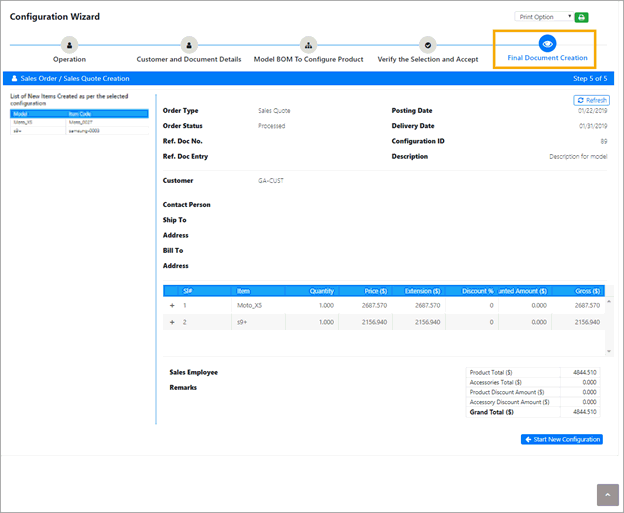 Configuration Wizard
Print Option
Operation
Customer and Document Details
Model BOM To Configure Product
Verify the Selection and Accept
Final Document Creation
Sales Order / Sales Quote Creation
Step 5 of 5
List of New Items Created as per the selected
configuration
Model Item Code
Moto_X5 Moto_0027
s9+ samsung-0003
Refresh
Order Type Sales Quote Posting Date 01/22/2019
Order Status Processed Delivery Date 01/31/2019
Ref. Doc No. Configuration ID 89
Ref. Doc Entry Description Description for model
Customer GA-CUST
Contact Person
Ship To
Address
Bill To
Address
Sl# Item Quantity Price ($) Extension ($) Discount % unted Amount ($) Gross ($)
+ 1 Moto_X5 1.000 2687.570 2687.570 0 0.000 2687.570
+ 2 s9+ 1.000 2156.940 2156.940 0 0.000 2156.940
Sales Employee
Remarks
Product Total ($) 4844.510
Accessories Total ($) 0.000
Product Discount Amount ($) 0.000
Accessory Discount Amount ($) 0.000
Grand Total ($) 4844.510
Start New Configuration